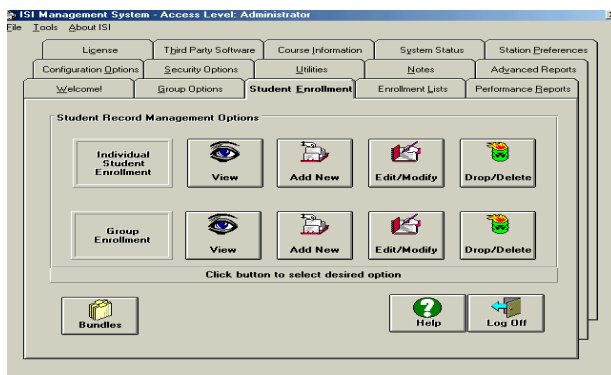 ISI Management System - Access Level: Administrator
File Tools About ISI
License Third Party Software Course Information System Status Station Preferences
Configuration Options Security Options Utilities Notes Advanced Reports
Welcome! Group Options Student Enrollment Enrollment Lists Performance Reports
Student Record Management Options
Individual
Student
Enrollment
View Add New Edit/Modify Drop/Delete
Group
Enrollment
View Add New Edit/Modify Drop/Delete
Click button to select desired option
Bundles Help Log Off